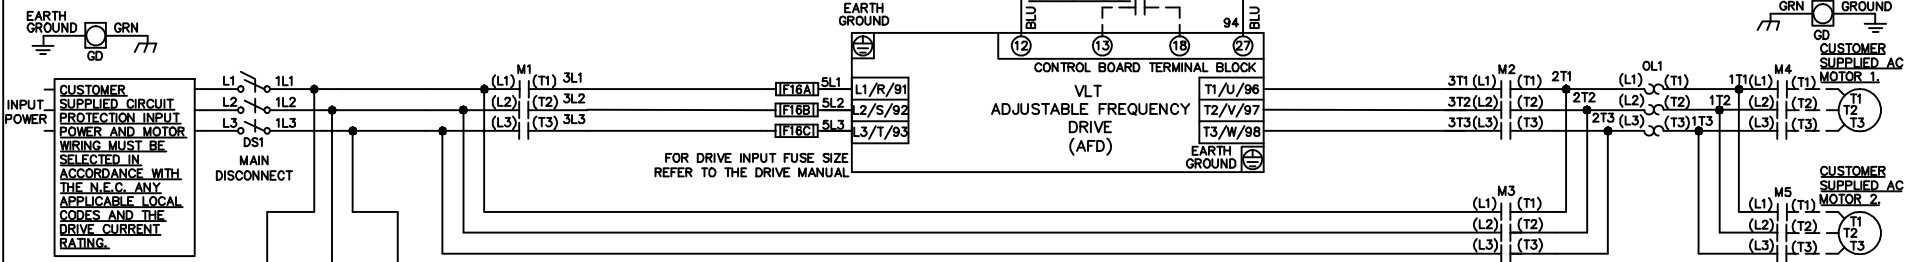 EARTH
GROUND
GRN
GD
CUSTOMER
SUPPLIED CIRCUIT
PROTECTION INPUT
POWER AND MOTOR
WIRING MUST BE
SELECTED IN
ACCORDANCE WITH
THE N.E.C. ANY
APPLICABLE LOCAL
CODES AND THE
DRIVE CURRENT
RATING.
INPUT
POWER
L1 1L1
L2 1L2
L3 1L3
DS1
MAIN
DISCONNECT
M1
(L1) (T1) 3L1
(L2) (T2) 3L2
(L3) (T3) 3L3
IF16A 5L1
IF16B 5L2
IF16C 5L3
FOR DRIVE INPUT FUSE SIZE
REFER TO THE DRIVE MANUAL
EARTH
GROUND
BLU
94
BLU
12 13 18 27
CONTROL BOARD TERMINAL BLOCK
L1/R/91
L2/S/92
L3/T/93
VLT
ADJUSTABLE FREQUENCY
DRIVE
(AFD)
T1/U/96
T2/V/97
T3/W/98
EARTH
GROUND
M2
3T1 (L1) (T1) 2T1
3T2 (L2) (T2) 2T2
3T3 (L3) (T3) 2T3
OL1
(L1) (T1) 1T1
(L2) (T2) 1T2
(L3) (T3) 1T3
M3
(L1) (T1)
(L2) (T2)
(L3) (T3)
GRN
GROUND
GD
CUSTOMER
SUPPLIED AC
MOTOR 1.
M4
(L1) (T1)
(L2) (T2)
(L3) (T3)
T1
T2
T3
CUSTOMER
SUPPLIED AC
MOTOR 2.
M5
(L1) (T1)
(L2) (T2)
(L3) (T3)
T1
T2
T3